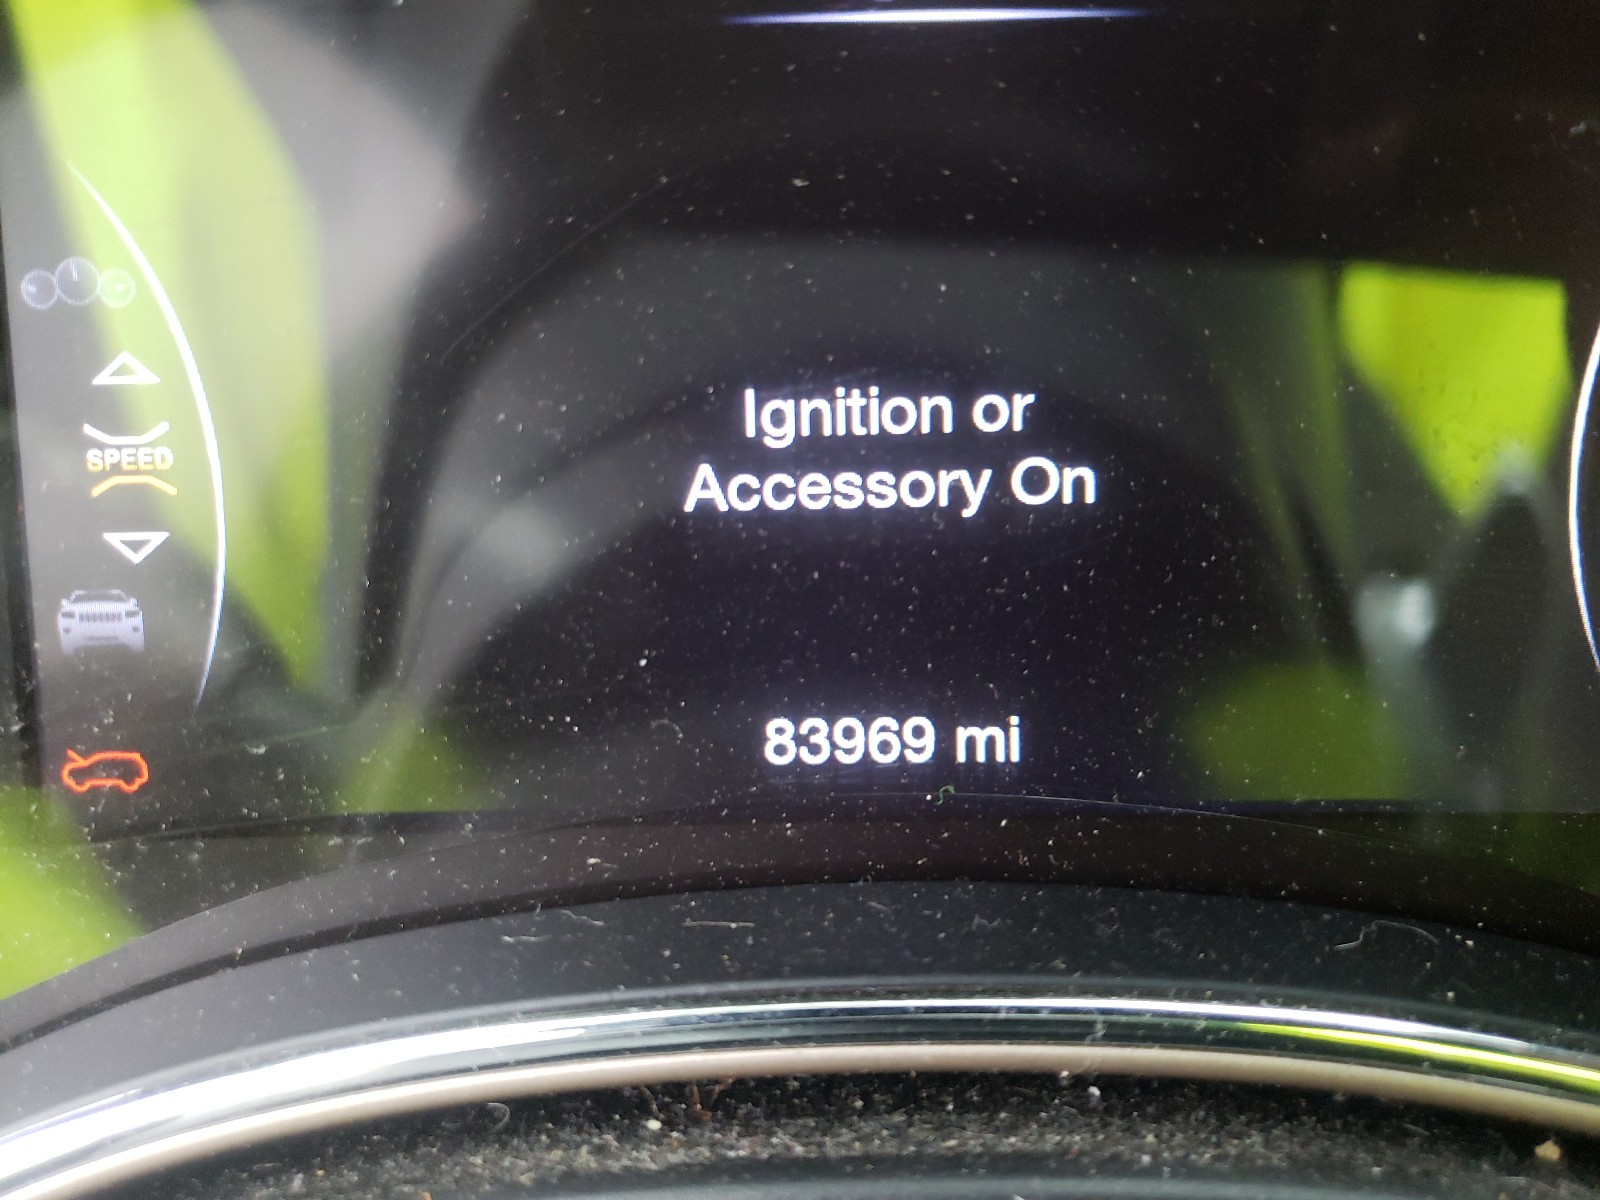 SPEED
Ignition or
Accessory On
83969 mi